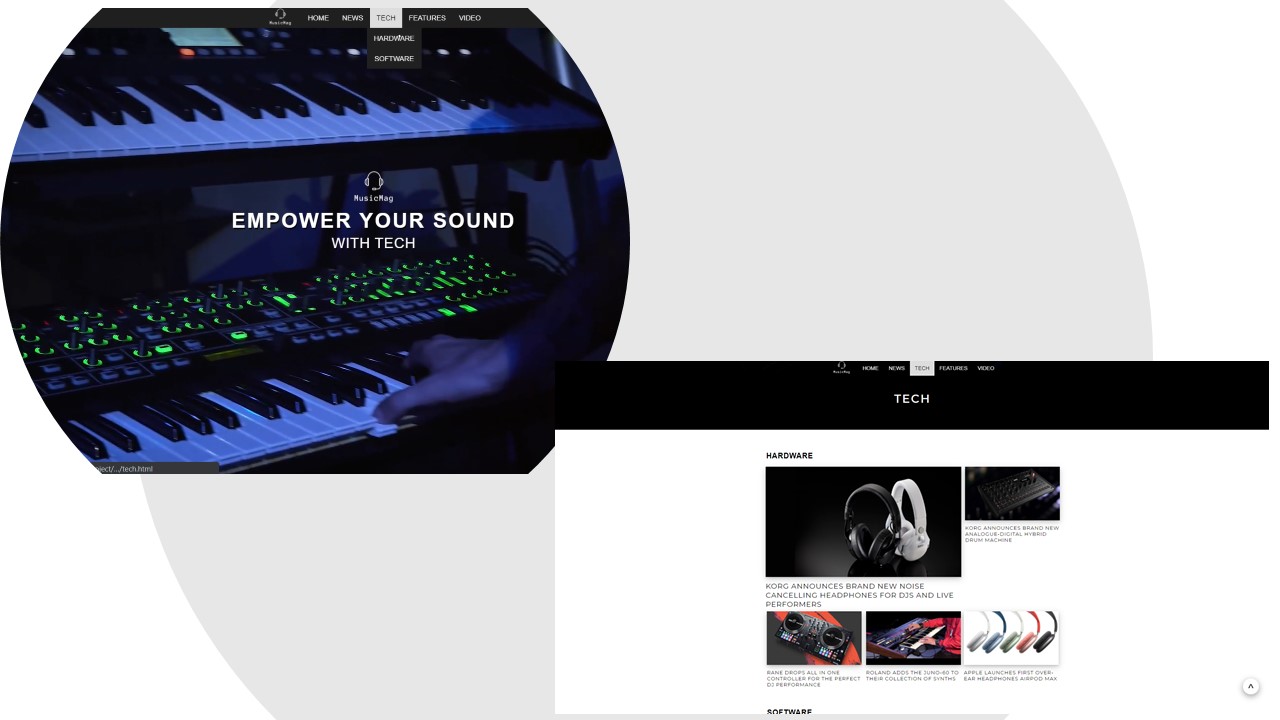 MusicMag HOME NEWS TECH FEATURES VIDEO
HARDWARE
SOFTWARE
MusicMag
EMPOWER YOUR SOUND
WITH TECH
ject/.../tech.html
MusicMag HOME NEWS TECH FEATURES VIDEO
TECH
HARDWARE
KORG ANNOUNCES BRAND NEW
ANALOGUE-DIGITAL HYBRID
DRUM MACHINE
KORG ANNOUNCES BRAND NEW NOISE
CANCELLING HEADPHONES FOR DJS AND LIVE
PERFORMERS
RANE DROPS ALL IN ONE
CONTROLLER FOR THE PERFECT
DJ PERFORMANCE
ROLAND ADDS THE JUNO-60 TO
THEIR COLLECTION OF SYNTHS
APPLE LAUNCHES FIRST OVER-
EAR HEADPHONES AIRPOD MAX
SOFTWARE